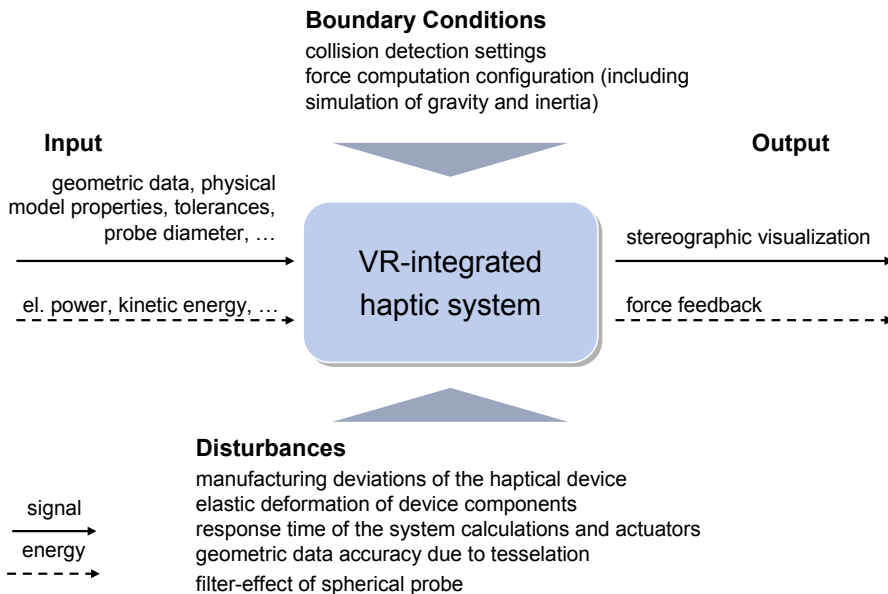 Boundary Conditions
collision detection settings
force computation configuration (including
simulation of gravity and inertia)
Input
geometric data, physical
model properties, tolerances,
probe diameter, …
el. power, kinetic energy, …
VR-integrated
haptic system
Output
stereographic visualization
force feedback
Disturbances
manufacturing deviations of the haptical device
elastic deformation of device components
response time of the system calculations and actuators
geometric data accuracy due to tesselation
filter-effect of spherical probe
signal
energy